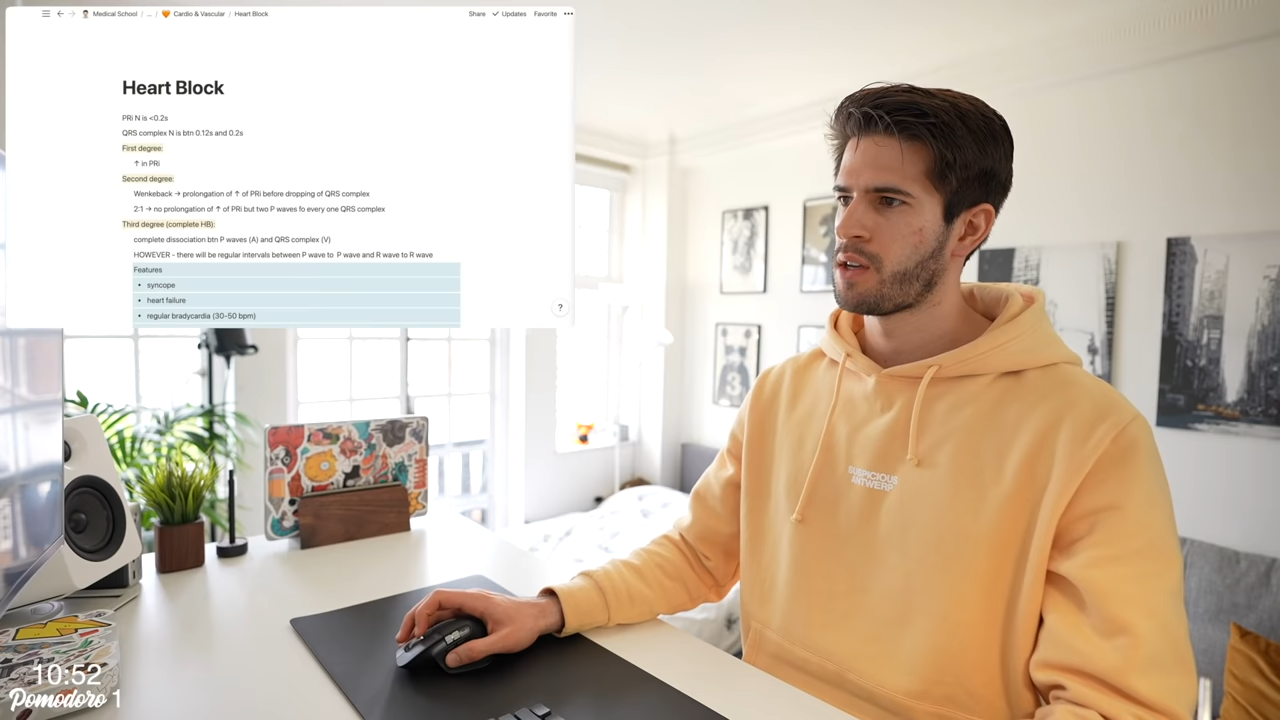 Medical School / ... / Cardio & Vascular / Heart Block
Share Updates Favorite •••
Heart Block
PRi N is <0.2s
QRS complex N is btn 0.12s and 0.2s
First degree:
↑ in PRi
Second degree:
Wenkeback → prolongation of ↑ of PRi before dropping of QRS complex
2:1 → no prolongation of ↑ of PRi but two P waves fo every one QRS complex
Third degree (complete HB):
complete dissociation btn P waves (A) and QRS complex (V)
HOWEVER - there will be regular intervals between P wave to P wave and R wave to R wave
Features
• syncope
• heart failure
• regular bradycardia (30-50 bpm)
?
SUSPICIOUS
ANTWERP
3
10:52
Pomodoro 1